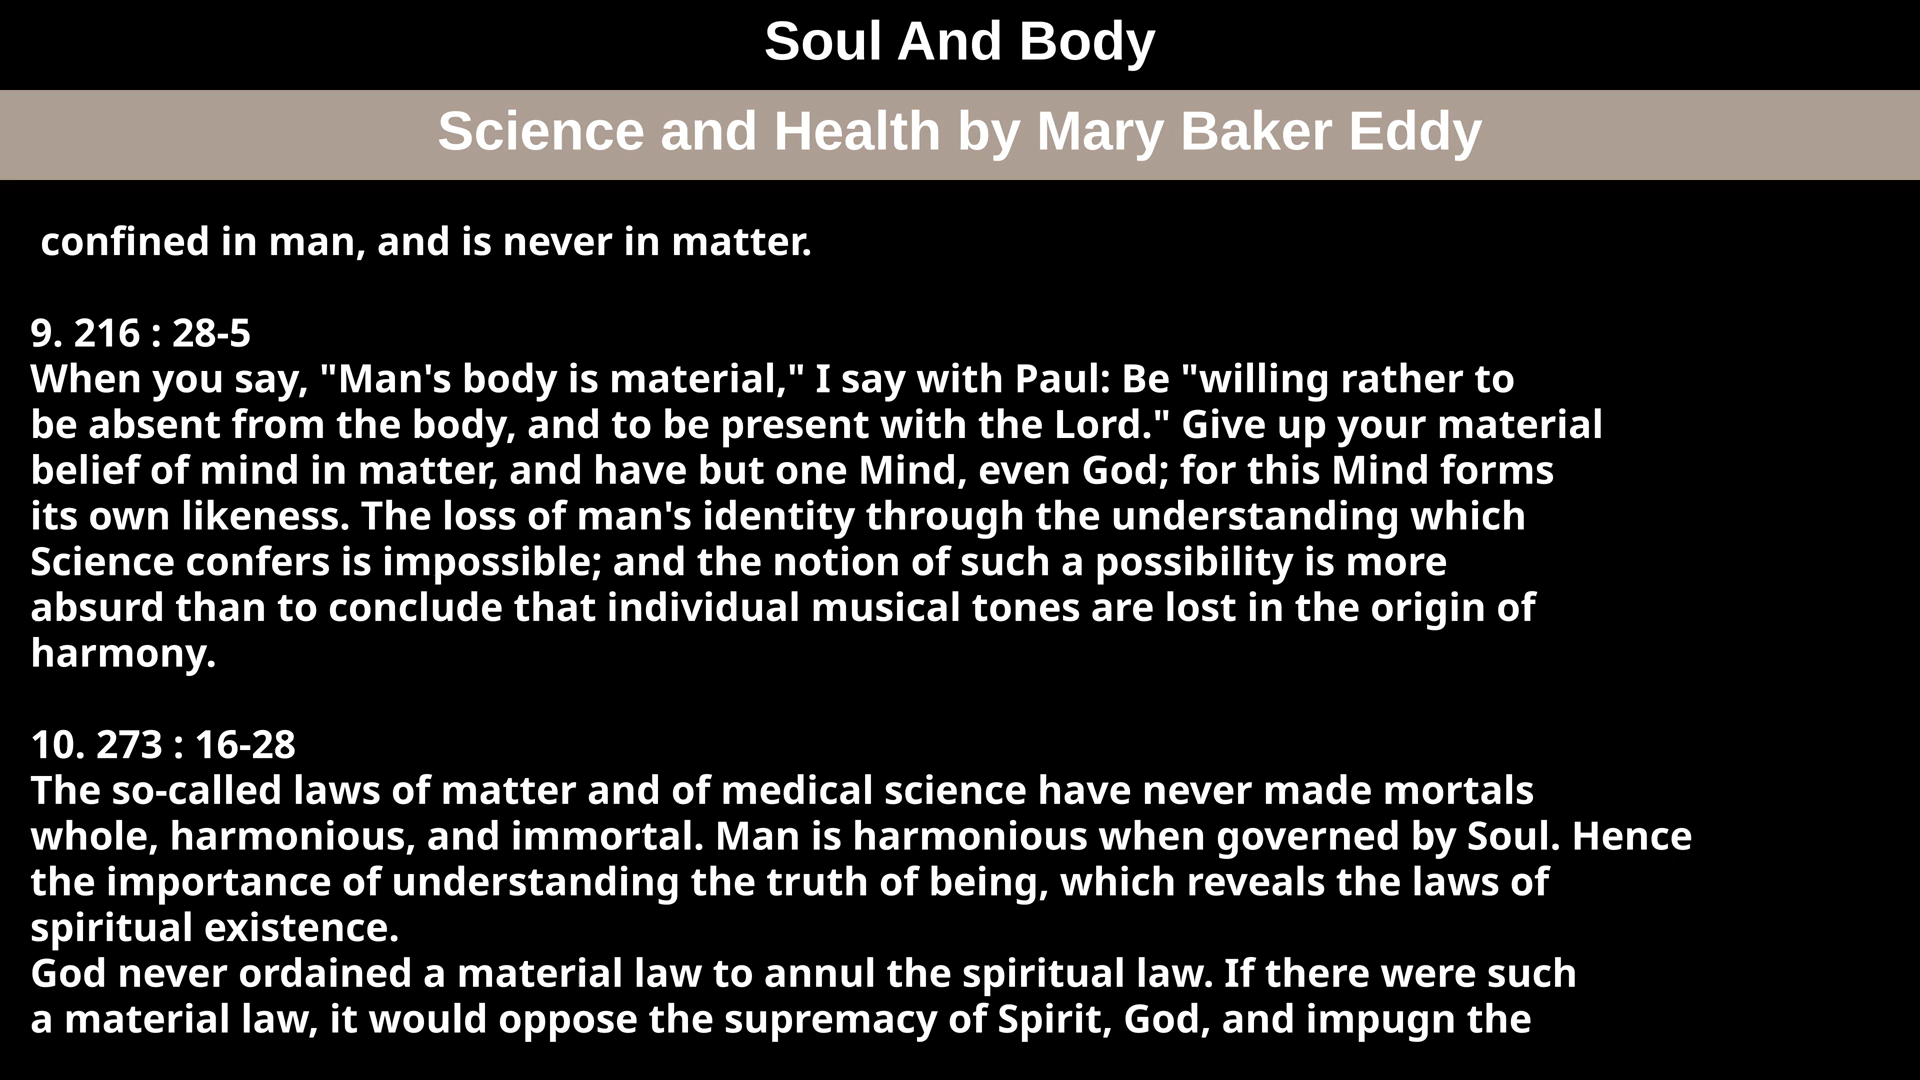 Soul And Body
Science and Health by Mary Baker Eddy
confined in man, and is never in matter.
9. 216 : 28-5
When you say, "Man's body is material," I say with Paul: Be "willing rather to
be absent from the body, and to be present with the Lord." Give up your material
belief of mind in matter, and have but one Mind, even God; for this Mind forms
its own likeness. The loss of man's identity through the understanding which
Science confers is impossible; and the notion of such a possibility is more
absurd than to conclude that individual musical tones are lost in the origin of
harmony.
10. 273 : 16-28
The so-called laws of matter and of medical science have never made mortals
whole, harmonious, and immortal. Man is harmonious when governed by Soul. Hence
the importance of understanding the truth of being, which reveals the laws of
spiritual existence.
God never ordained a material law to annul the spiritual law. If there were such
a material law, it would oppose the supremacy of Spirit, God, and impugn the